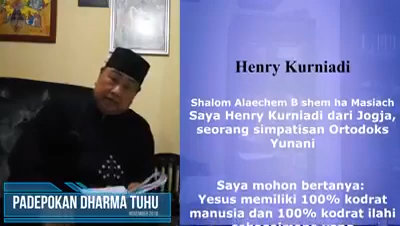 Henry Kurniadi
Shalom Alaechem B shem ha Masiach
Saya Henry Kurniadi dari Jogja,
seorang simpatisan Ortodoks
Yunani
Saya mohon bertanya:
Yesus memiliki 100% kodrat
manusia dan 100% kodrat ilahi
PADEPOKAN DHARMA TUHU